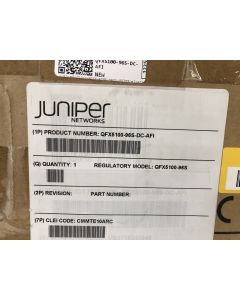 QFX5100-96S-DC-
AFI
NEW
JUNIPER
NETWORKS
(1P) PRODUCT NUMBER: QFX5100-96S-DC-AFI
(Q) QUANTITY: 1 REGULATORY MODEL: QFX5100-96S
(2P) REVISION: PART NUMBER:
(7P) CLEI CODE: CMMTE10ARC